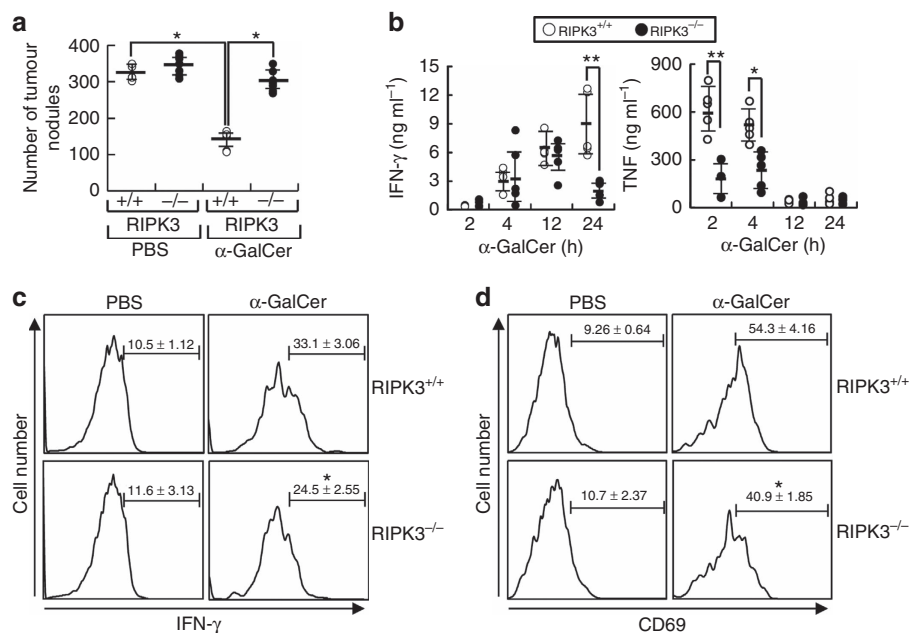 a
Number of tumour
nodules
400
300
200
100
0
*
*
+/+ –/– +/+ –/–
RIPK3 RIPK3
PBS α-GalCer
b
RIPK3+/+ RIPK3–/–
IFN-γ (ng ml–1)
15
12
9
6
3
0
**
2 4 12 24
α-GalCer (h)
TNF (ng ml–1)
900
600
300
0
**
*
2 4 12 24
α-GalCer (h)
c
PBS α-GalCer
Cell number
10.5 ± 1.12
33.1 ± 3.06
RIPK3+/+
11.6 ± 3.13
*
24.5 ± 2.55
RIPK3–/–
IFN-γ
d
PBS α-GalCer
Cell number
9.26 ± 0.64
54.3 ± 4.16
RIPK3+/+
10.7 ± 2.37
*
40.9 ± 1.85
RIPK3–/–
CD69